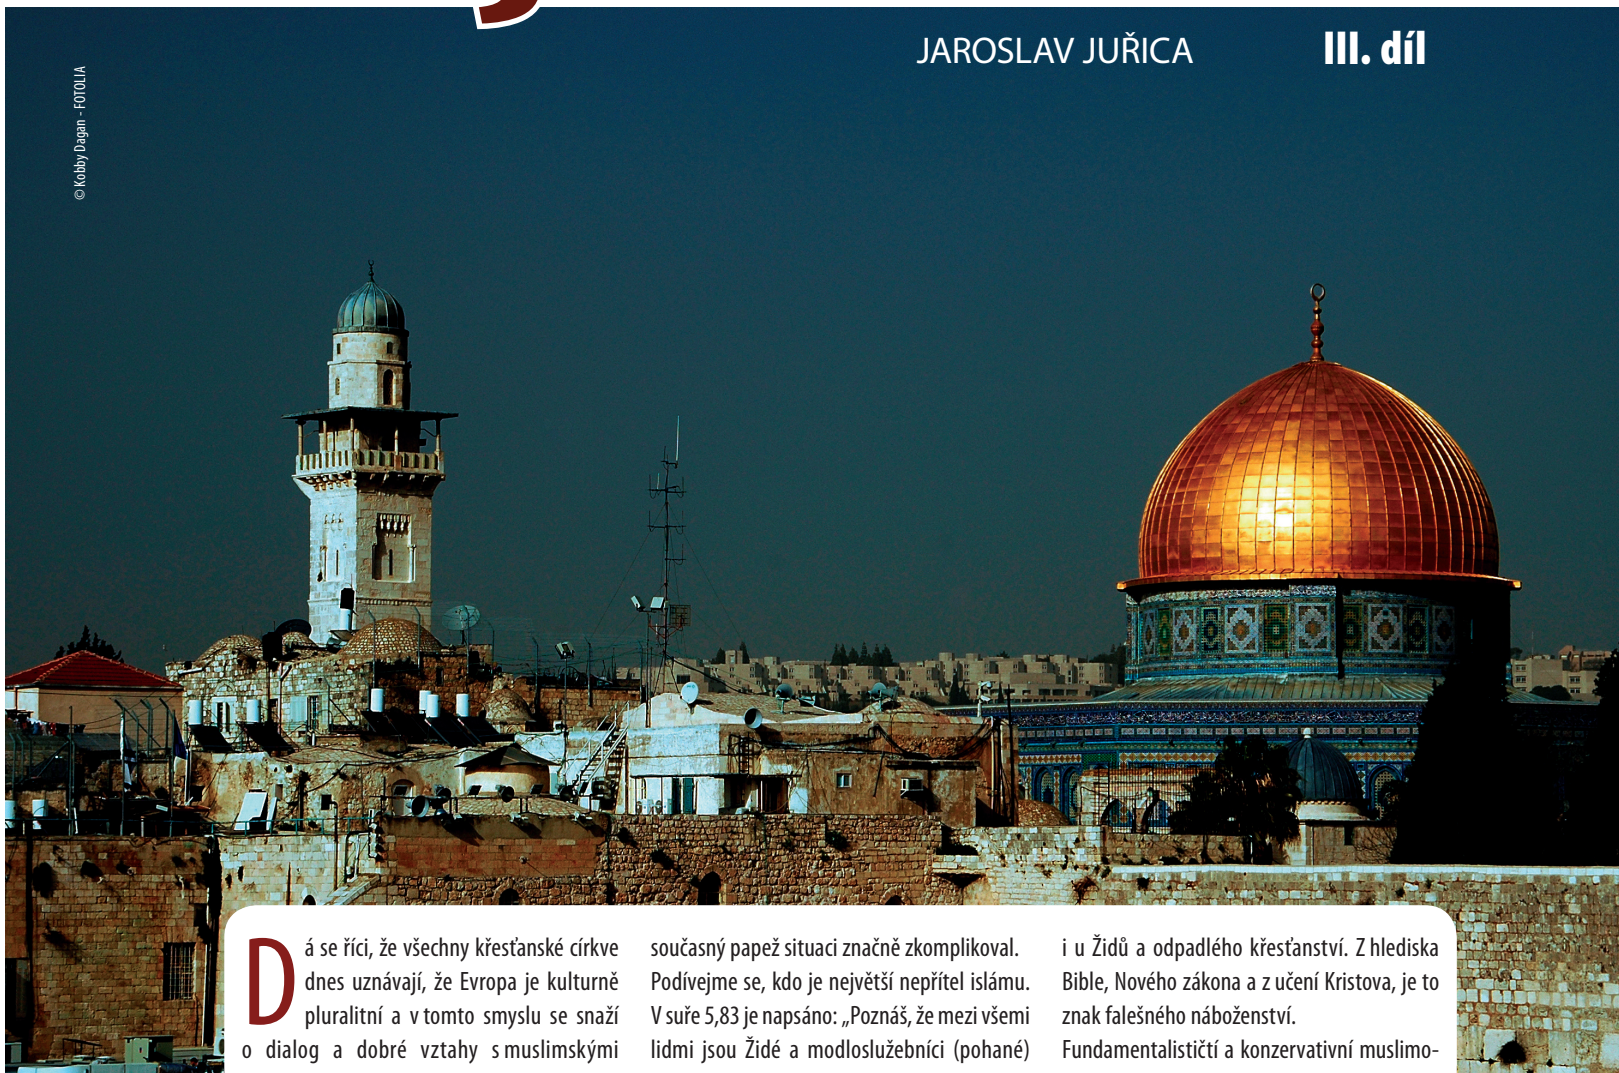 JAROSLAV JUŘICA
III. díl
© Kobby Dagan - FOTOLIA
Dá se říci, že všechny křesťanské církve
dnes uznávají, že Evropa je kulturně
pluralitní a v tomto smyslu se snaží
o dialog a dobré vztahy s muslimskými
současný papež situaci značně zkomplikoval.
Podívejme se, kdo je největší nepřítel islámu.
V suře 5,83 je napsáno: „Poznáš, že mezi všemi
lidmi jsou Židé a modloslužebníci (pohané)
i u Židů a odpadlého křesťanství. Z hlediska
Bible, Nového zákona a z učení Kristova, je to
znak falešného náboženství.
Fundamentalističtí a konzervativní muslimo-